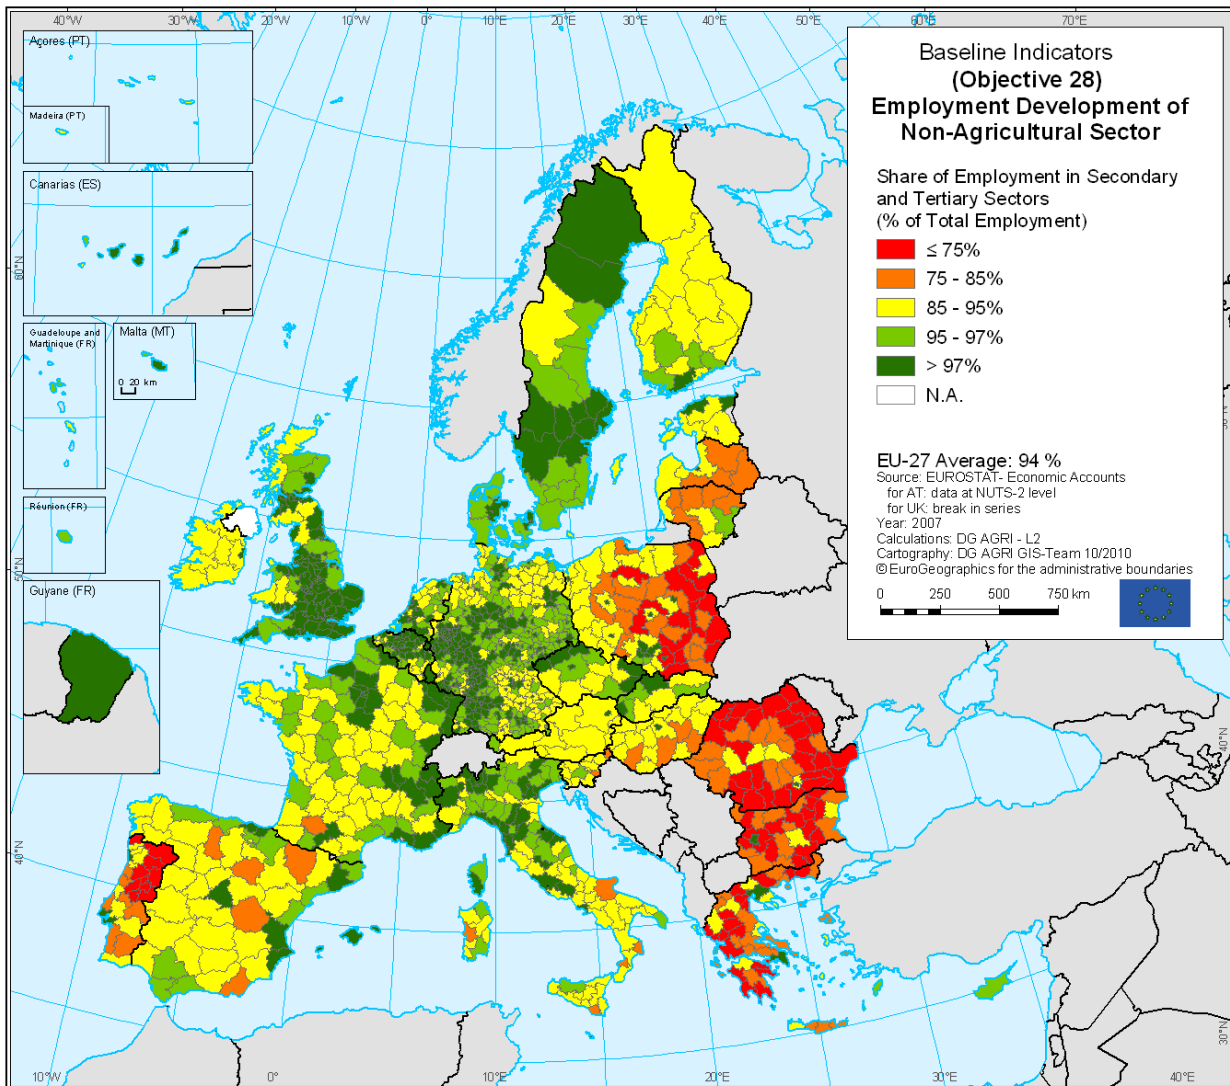 40°W
30°W
20°W
10°W
0°
10°E
20°E
30°E
40°E
50°E
60°E
70°E
Açores (PT)
Madeira (PT)
Canarias (ES)
Guadeloupe and
Martinique (FR)
Malta (MT)
0 20 km
Réunion (FR)
Guyane (FR)
Baseline Indicators
(Objective 28)
Employment Development of
Non-Agricultural Sector
Share of Employment in Secondary
and Tertiary Sectors
(% of Total Employment)
≤ 75%
75 - 85%
85 - 95%
95 - 97%
> 97%
N.A.
EU-27 Average: 94 %
Source: EUROSTAT- Economic Accounts
for AT: data at NUTS-2 level
for UK: break in series
Year: 2007
Calculations: DG AGRI - L2
Cartography: DG AGRI GIS-Team 10/2010
© EuroGeographics for the administrative boundaries
0 250 500 750 km
60°N
50°N
40°N
40°N
30°N
10°W
0°
10°E
20°E
30°E
40°E